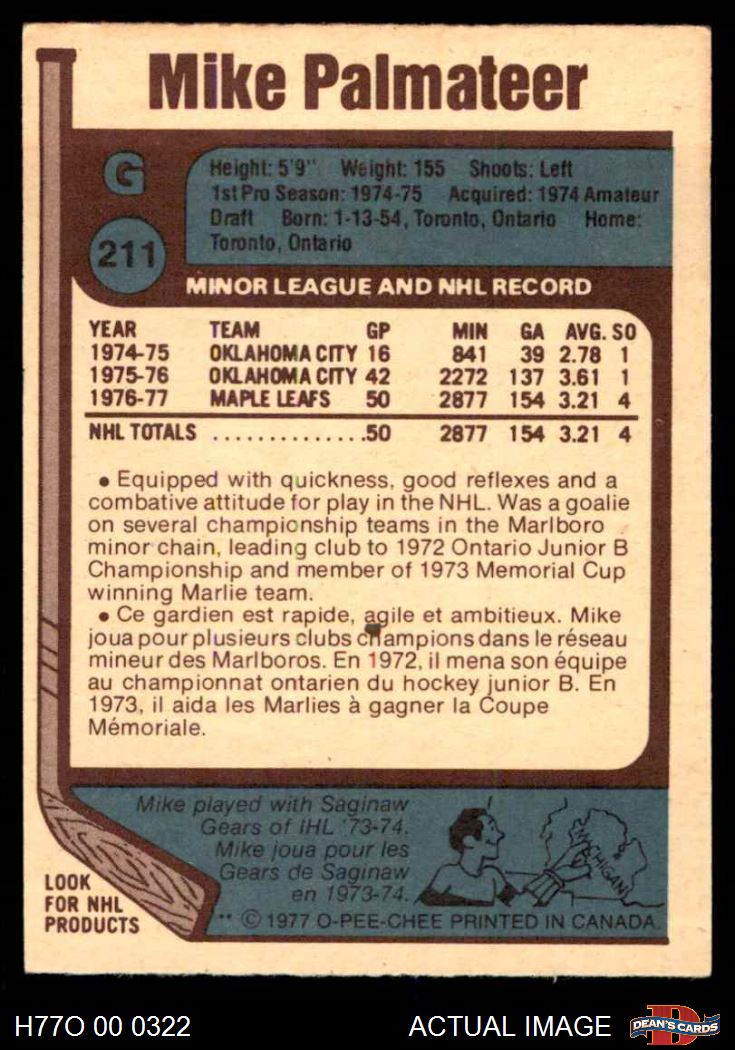 Mike Palmateer
G
211
Height: 5'9" Weight: 155 Shoots: Left
1st Pro Season: 1974-75 Acquired: 1974 Amateur
Draft Born: 1-13-54, Toronto, Ontario Home:
Toronto, Ontario
MINOR LEAGUE AND NHL RECORD
YEAR TEAM GP MIN GA AVG. SO
1974-75 OKLAHOMA CITY 16 841 39 2.78 1
1975-76 OKLAHOMA CITY 42 2272 137 3.61 1
1976-77 MAPLE LEAFS 50 2877 154 3.21 4
NHL TOTALS ..............50 2877 154 3.21 4
• Equipped with quickness, good reflexes and a
combative attitude for play in the NHL. Was a goalie
on several championship teams in the Marlboro
minor chain, leading club to 1972 Ontario Junior B
Championship and member of 1973 Memorial Cup
winning Marlie team.
• Ce gardien est rapide, agile et ambitieux. Mike
joua pour plusieurs clubs champions dans le réseau
mineur des Marlboros. En 1972, il mena son équipe
au championnat ontarien du hockey junior B. En
1973, il aida les Marlies à gagner la Coupe
Mémoriale.
Mike played with Saginaw
Gears of IHL '73-74.
Mike joua pour les
Gears de Saginaw
en 1973-74.
MICHIGAN
LOOK
FOR NHL
PRODUCTS
** © 1977 O-PEE-CHEE PRINTED IN CANADA
H77O 00 0322
ACTUAL IMAGE
D
DEAN'S CARDS